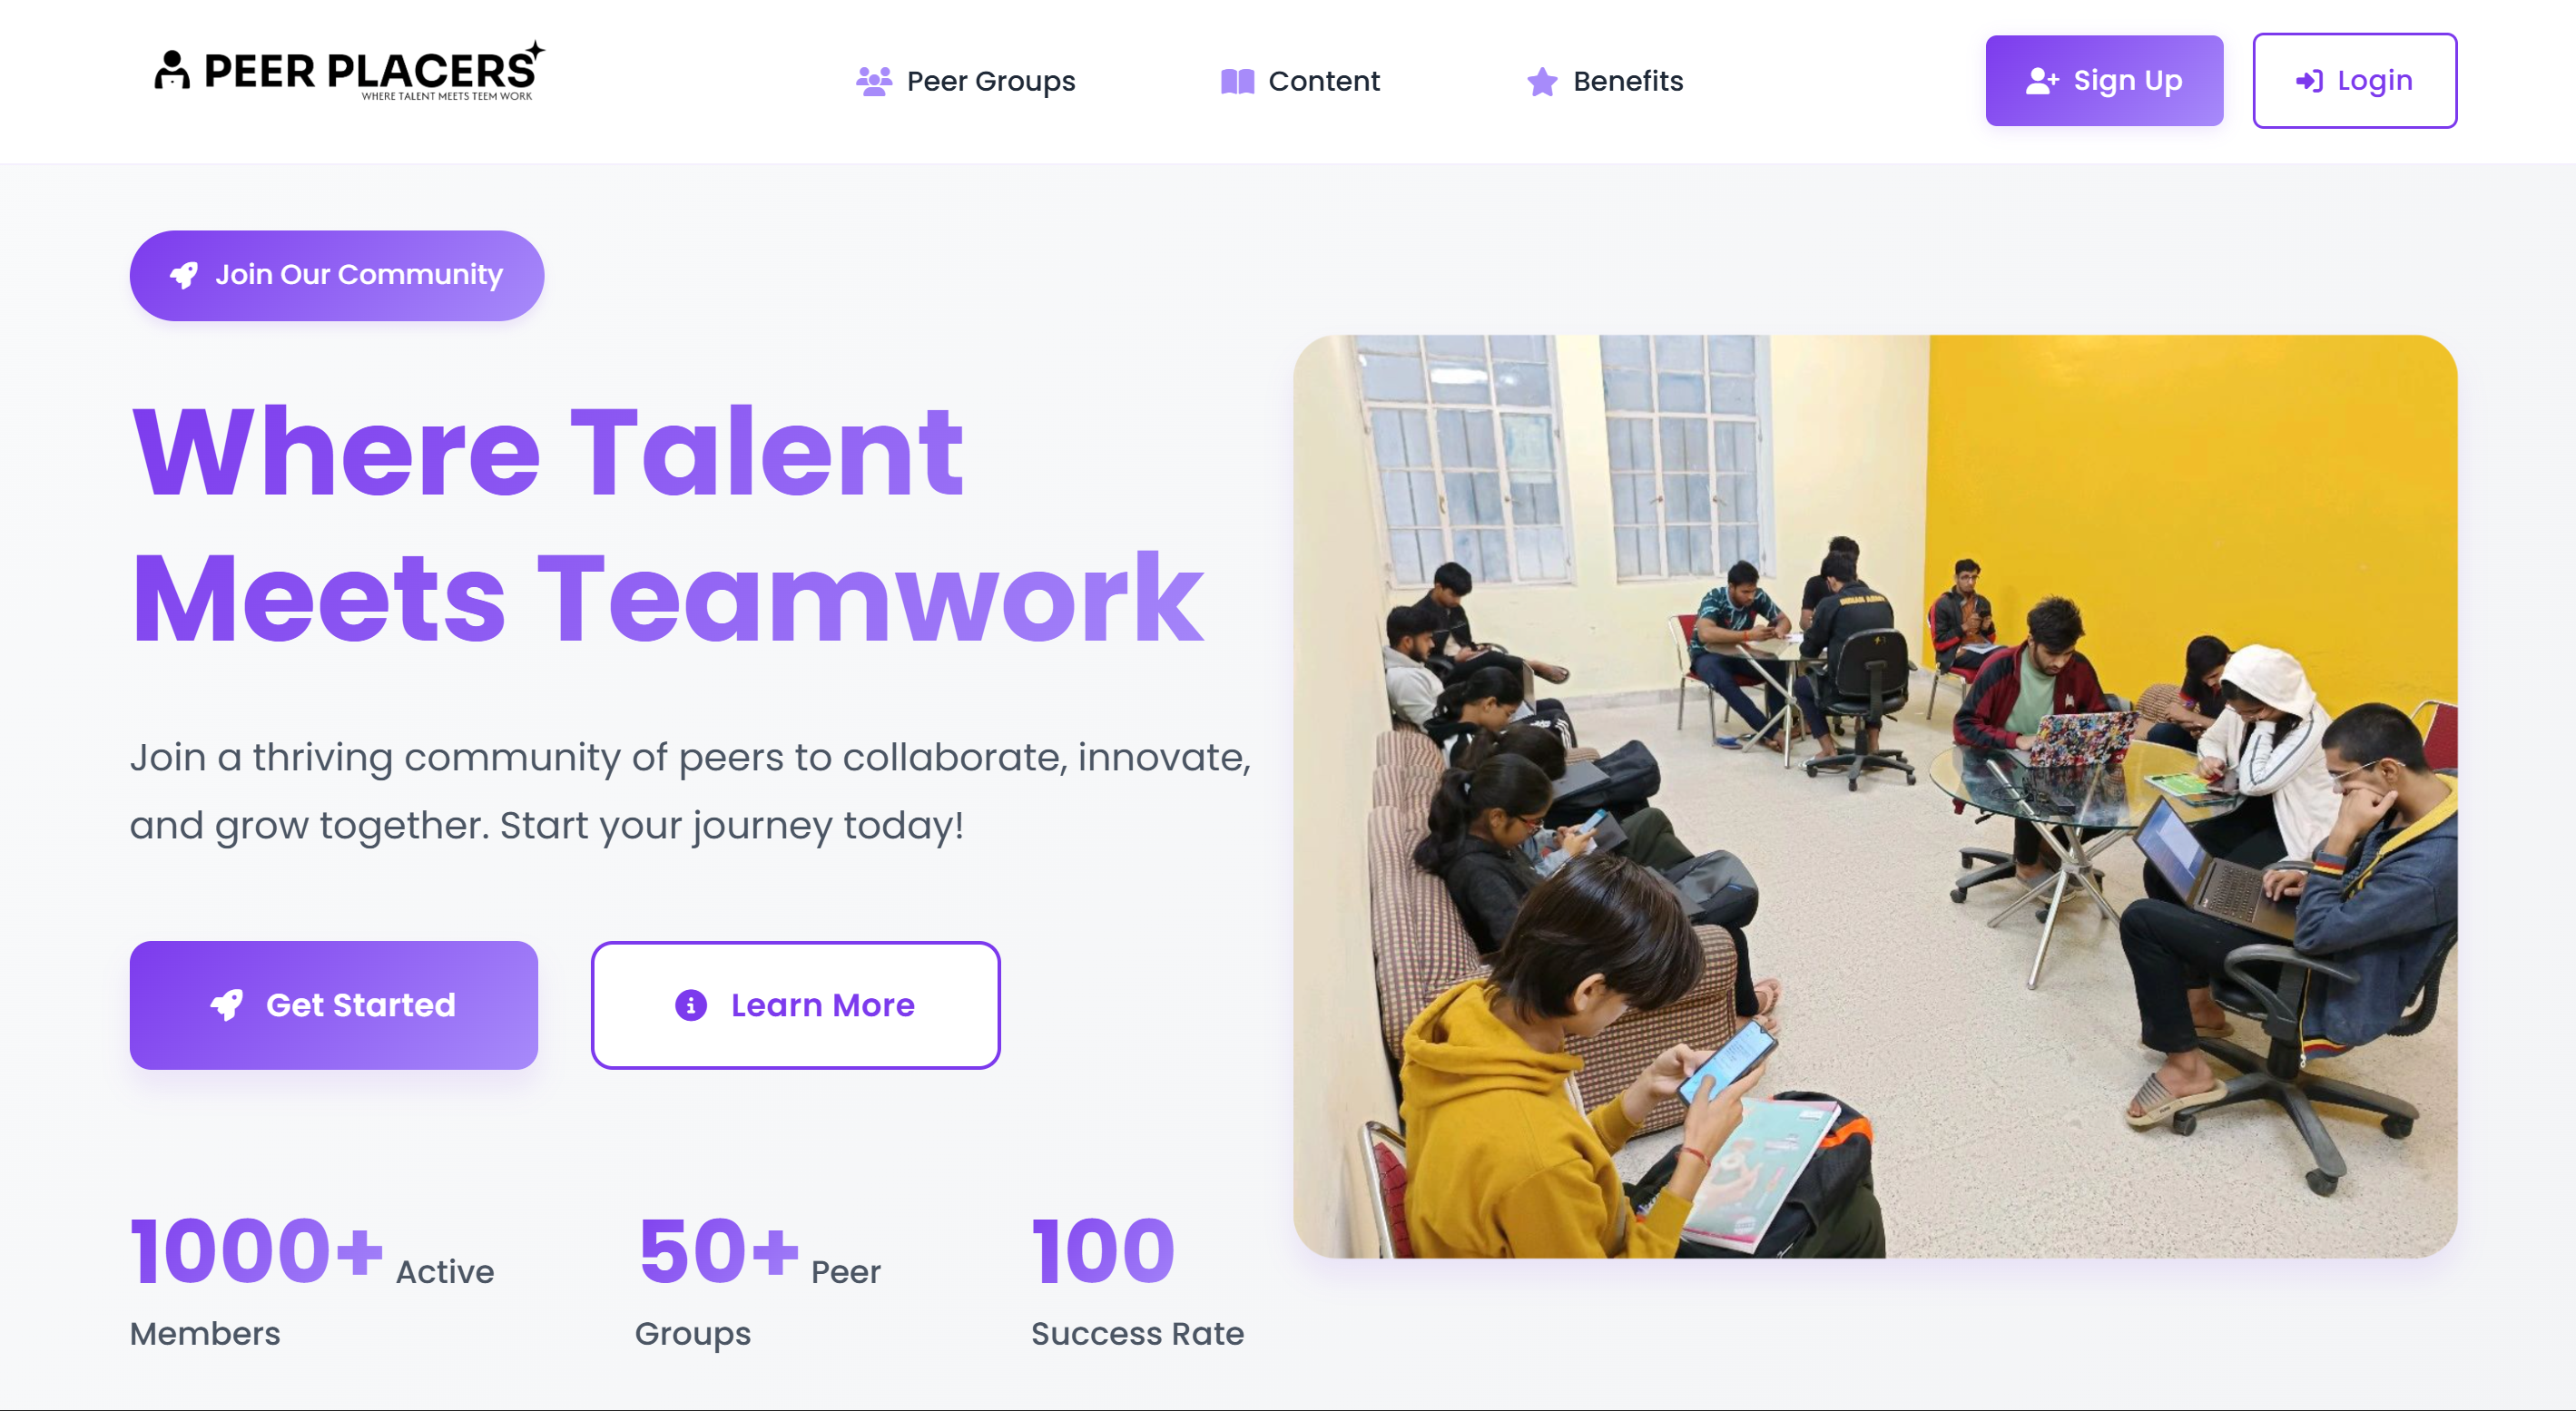 PEER PLACERS
WHERE TALENT MEETS TEEM WORK
Peer Groups
Content
Benefits
Sign Up
Login
Join Our Community
Where Talent
Meets Teamwork
Join a thriving community of peers to collaborate, innovate,
and grow together. Start your journey today!
Get Started
Learn More
1000+ Active
Members
50+ Peer
Groups
100
Success Rate
INDIAN ARMY